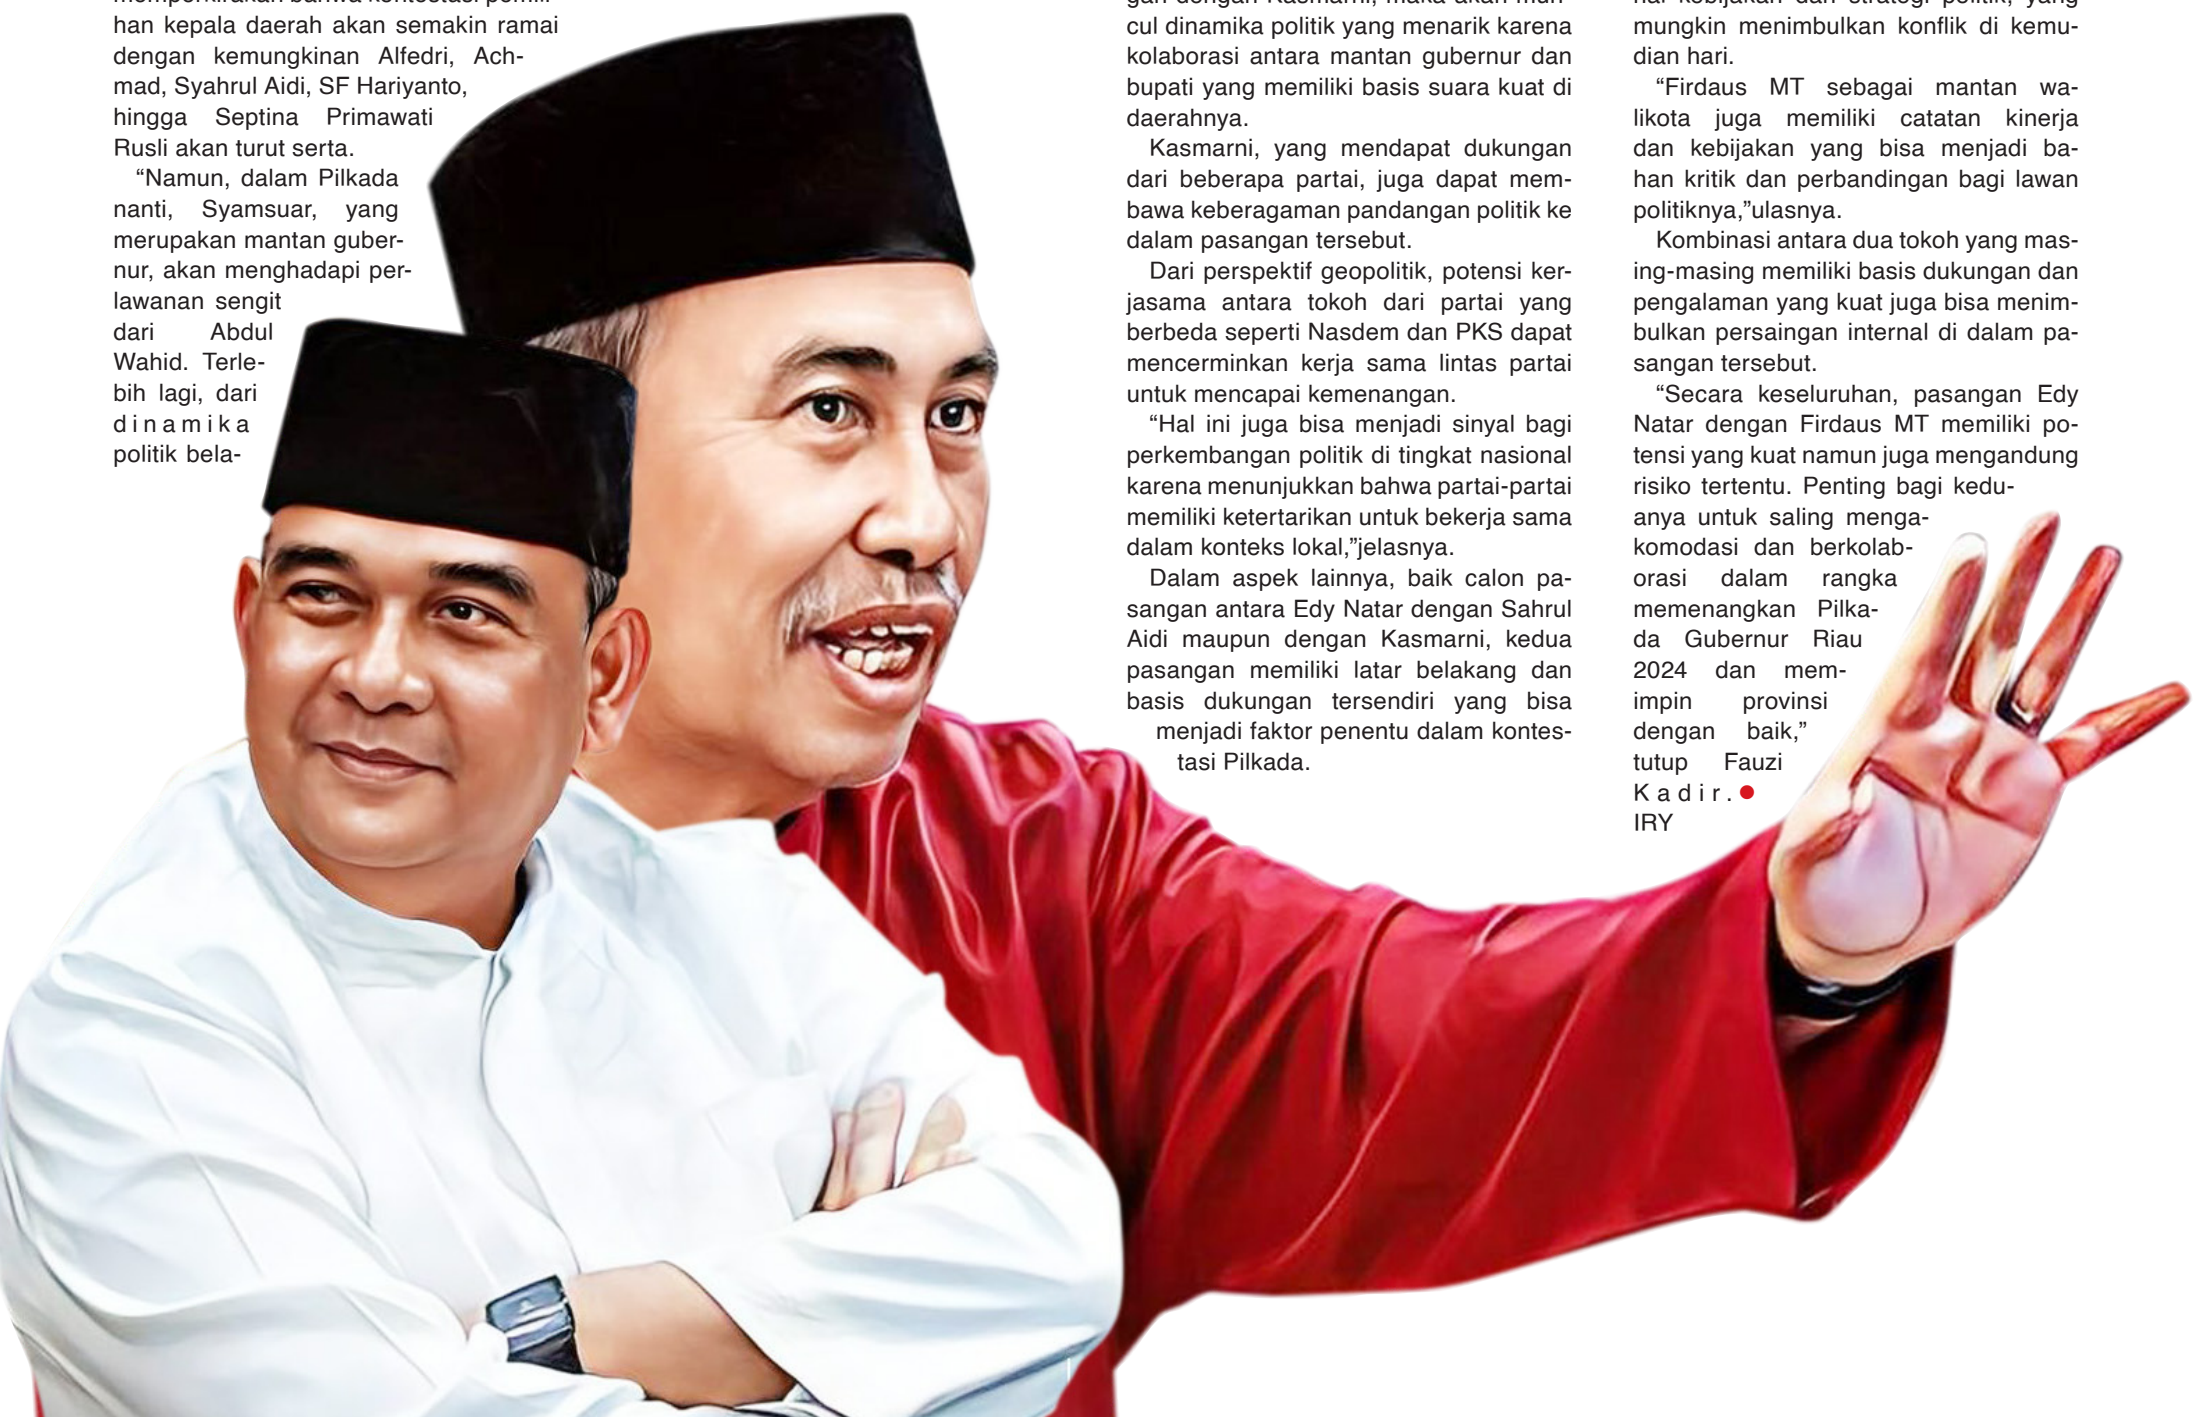 han kepala daerah akan semakin ramai
dengan kemungkinan Alfedri, Ach-
mad, Syahrul Aidi, SF Hariyanto,
hingga Septina Primawati
Rusli akan turut serta.
“Namun, dalam Pilkada
nanti, Syamsuar, yang
merupakan mantan guber-
nur, akan menghadapi per-
lawanan sengit
dari Abdul
Wahid. Terle-
bih lagi, dari
dinamika
politik bela-
gan dengan Kasmarni, maka akan mun-
cul dinamika politik yang menarik karena
kolaborasi antara mantan gubernur dan
bupati yang memiliki basis suara kuat di
daerahnya.
Kasmarni, yang mendapat dukungan
dari beberapa partai, juga dapat mem-
bawa keberagaman pandangan politik ke
dalam pasangan tersebut.
Dari perspektif geopolitik, potensi ker-
jasama antara tokoh dari partai yang
berbeda seperti Nasdem dan PKS dapat
mencerminkan kerja sama lintas partai
untuk mencapai kemenangan.
“Hal ini juga bisa menjadi sinyal bagi
perkembangan politik di tingkat nasional
karena menunjukkan bahwa partai-partai
memiliki ketertarikan untuk bekerja sama
dalam konteks lokal,”jelasnya.
Dalam aspek lainnya, baik calon pa-
sangan antara Edy Natar dengan Sahrul
Aidi maupun dengan Kasmarni, kedua
pasangan memiliki latar belakang dan
basis dukungan tersendiri yang bisa
menjadi faktor penentu dalam kontes-
tasi Pilkada.
nal kebijakan dan strategi politik, yang
mungkin menimbulkan konflik di kemu-
dian hari.
“Firdaus MT sebagai mantan wa-
likota juga memiliki catatan kinerja
dan kebijakan yang bisa menjadi ba-
han kritik dan perbandingan bagi lawan
politiknya,”ulasnya.
Kombinasi antara dua tokoh yang mas-
ing-masing memiliki basis dukungan dan
pengalaman yang kuat juga bisa menim-
bulkan persaingan internal di dalam pa-
sangan tersebut.
“Secara keseluruhan, pasangan Edy
Natar dengan Firdaus MT memiliki po-
tensi yang kuat namun juga mengandung
risiko tertentu. Penting bagi kedu-
anya untuk saling menga-
komodasi dan berkolab-
orasi dalam rangka
memenangkan Pilka-
da Gubernur Riau
2024 dan mem-
impin provinsi
dengan baik,”
tutup Fauzi
Kadir.●
IRY